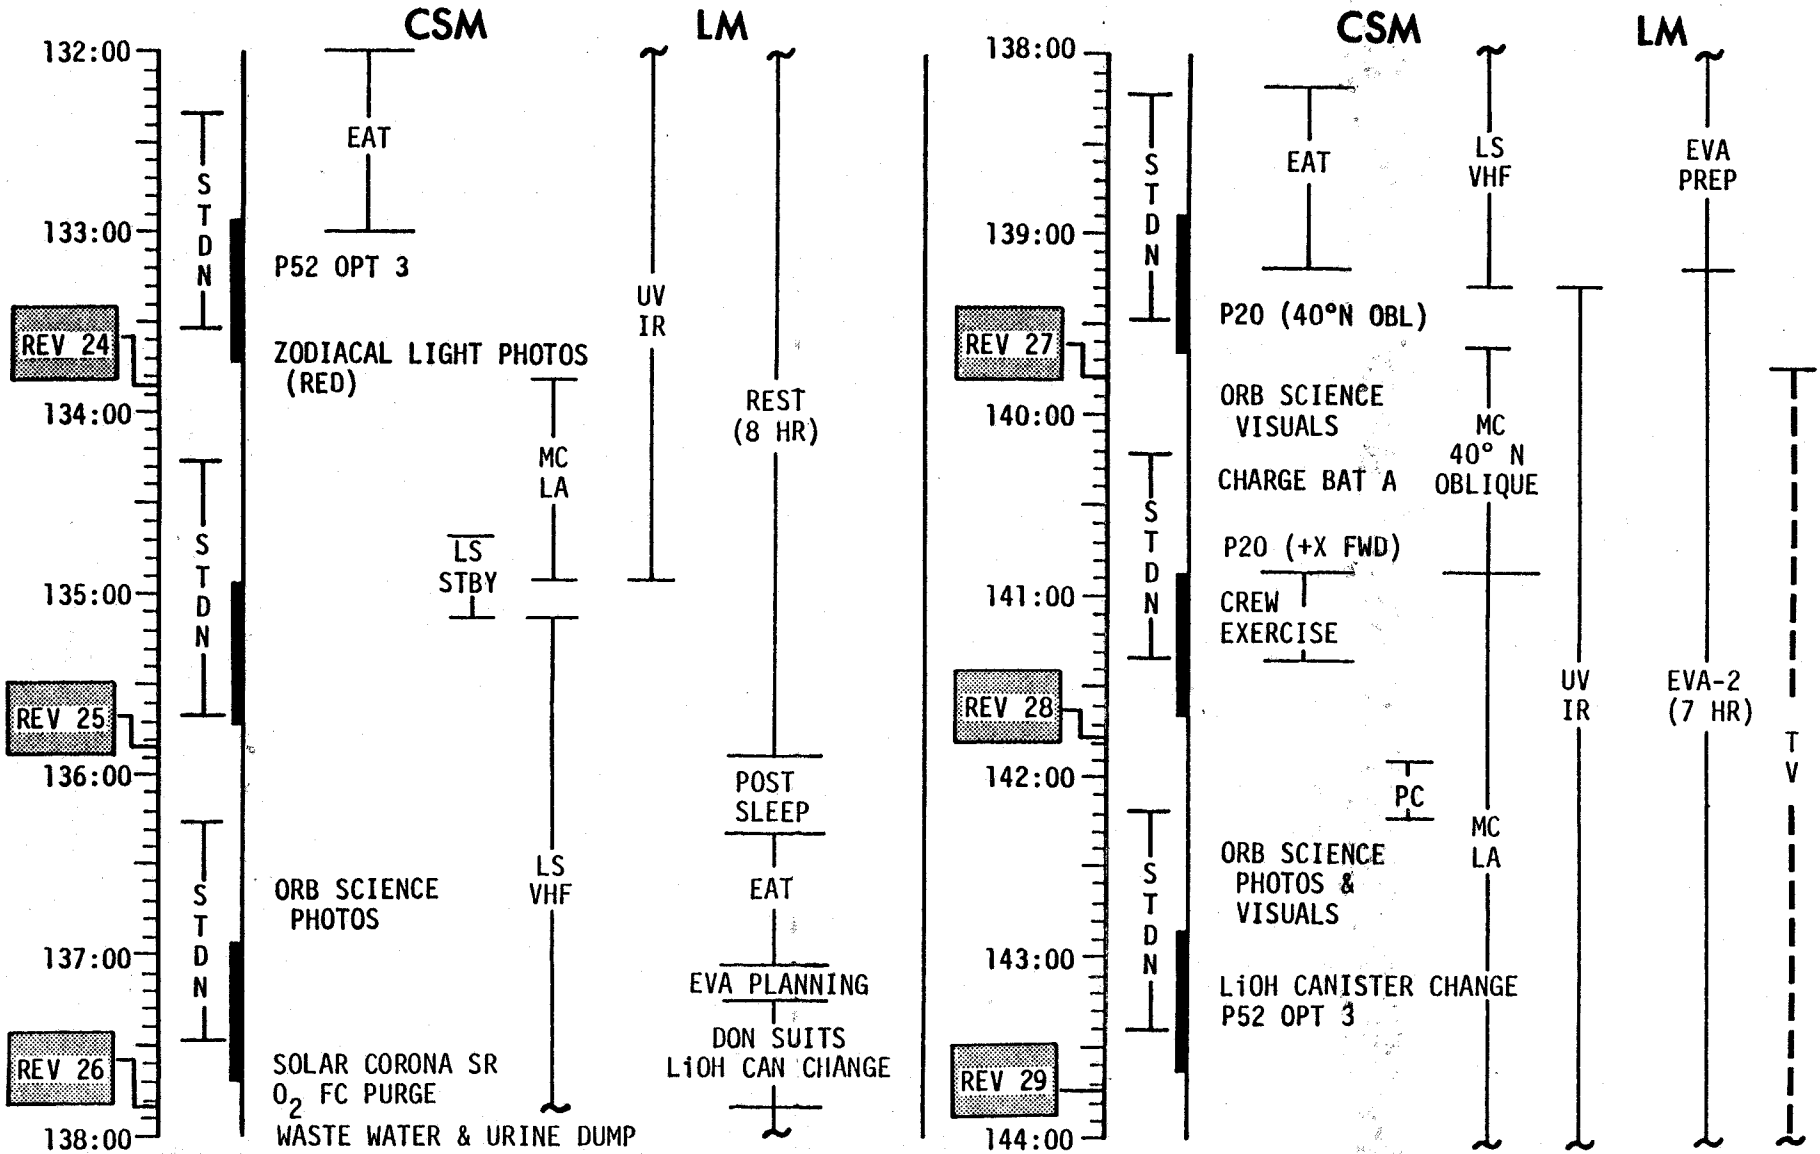 CSM
LM
132:00
EAT
STDN
133:00
P52 OPT 3
UV
IR
REV 24
ZODIACAL LIGHT PHOTOS
(RED)
134:00
REST
(8 HR)
MC
LA
STDN
LS
STBY
135:00
REV 25
136:00
POST
SLEEP
STDN
ORB SCIENCE
PHOTOS
LS
VHF
EAT
137:00
EVA PLANNING
DON SUITS
LiOH CAN CHANGE
REV 26
SOLAR CORONA SR
O2 FC PURGE
WASTE WATER & URINE DUMP
138:00
CSM
LM
138:00
STDN
EAT
LS
VHF
EVA
PREP
139:00
P20 (40°N OBL)
REV 27
ORB SCIENCE
VISUALS
140:00
MC
40° N
OBLIQUE
CHARGE BAT A
STDN
P20 (+X FWD)
141:00
CREW
EXERCISE
REV 28
UV
IR
EVA-2
(7 HR)
TV
142:00
PC
MC
LA
STDN
ORB SCIENCE
PHOTOS &
VISUALS
143:00
LiOH CANISTER CHANGE
P52 OPT 3
REV 29
144:00